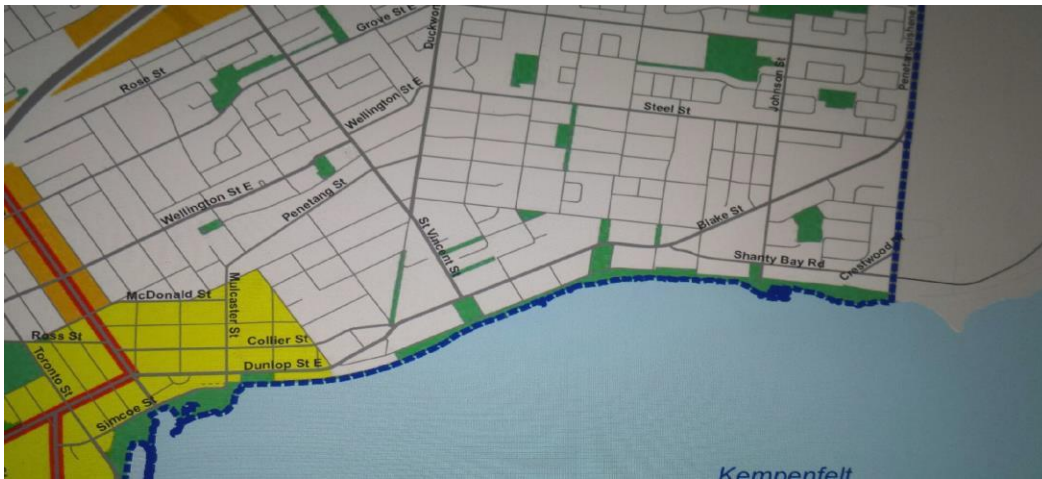 Grove St E
Duckwor
Penetanguishene
Rose St
Johnson St
Steel St
Wellington St E
Wellington St E
Penetang St
St Vincent St
Blake St
Shanty Bay Rd
Crestwood
McDonald St
Mulcaster St
Ross St
Collier St
Toronto St
Dunlop St E
Simcoe St
Kempenfelt